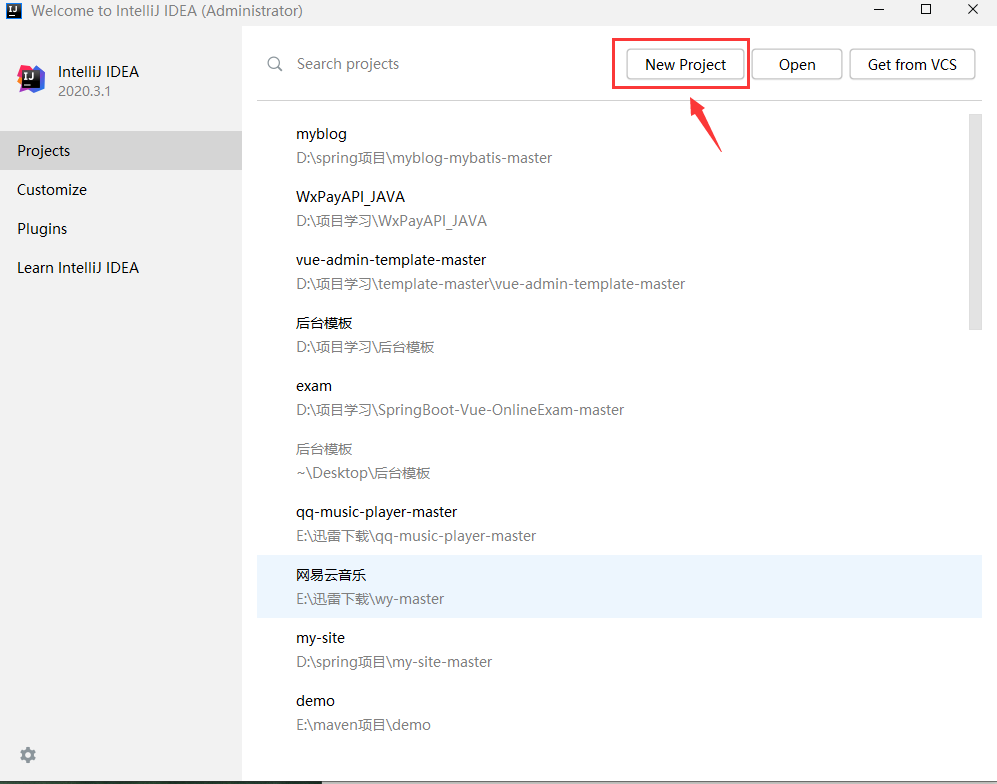 Welcome to IntelliJ IDEA (Administrator)
IntelliJ IDEA
2020.3.1
Projects
Customize
Plugins
Learn IntelliJ IDEA
Search projects
New Project
Open
Get from VCS
myblog
D:\spring项目\myblog-mybatis-master
WxPayAPI_JAVA
D:\项目学习\WxPayAPI_JAVA
vue-admin-template-master
D:\项目学习\template-master\vue-admin-template-master
后台模板
D:\项目学习\后台模板
exam
D:\项目学习\SpringBoot-Vue-OnlineExam-master
后台模板
~\Desktop\后台模板
qq-music-player-master
E:\迅雷下载\qq-music-player-master
网易云音乐
E:\迅雷下载\wy-master
my-site
D:\spring项目\my-site-master
demo
E:\maven项目\demo